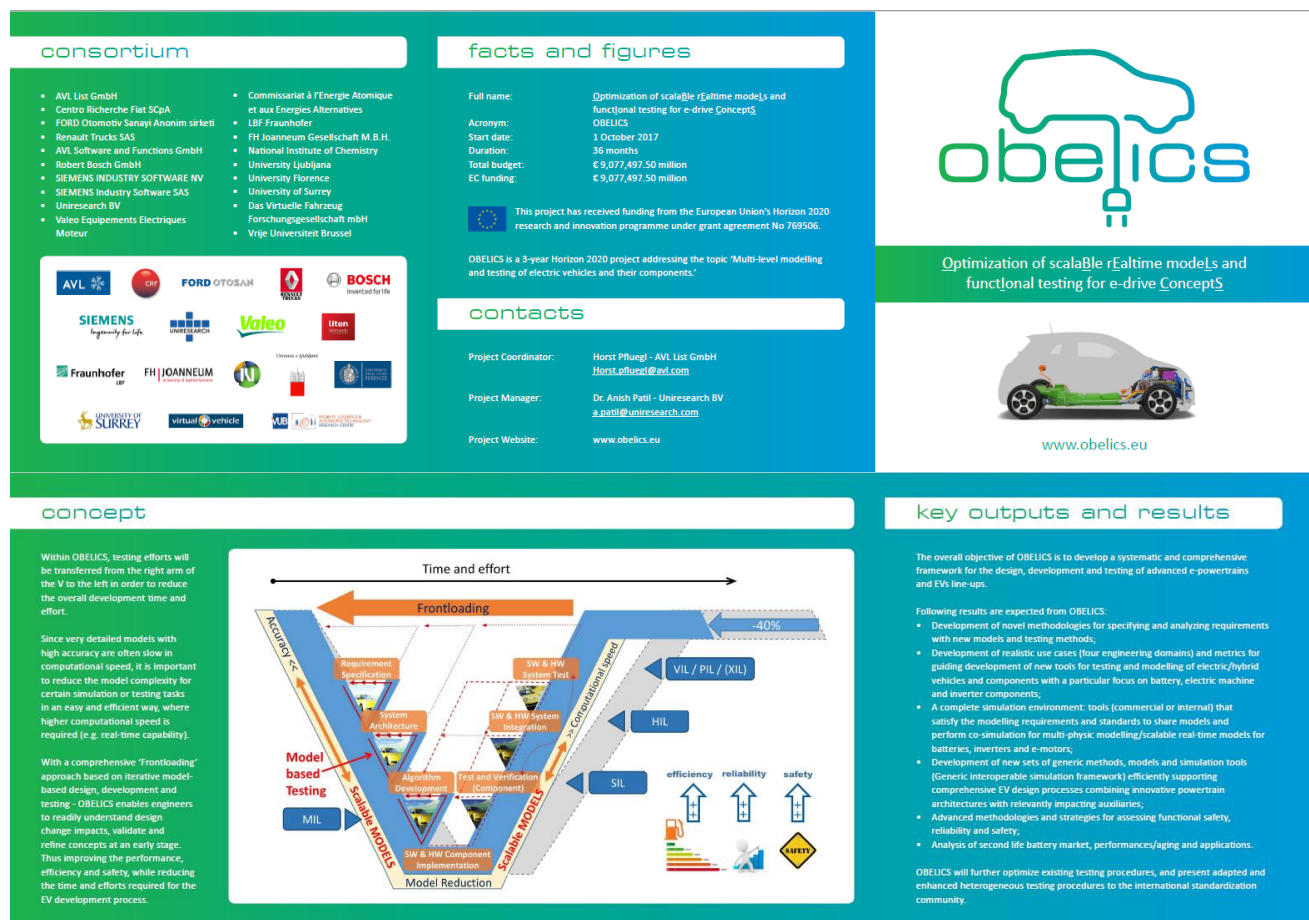 consortium
• AVL List GmbH
• Centro Richerche Fiat SCpA
• FORD Otomotiv Sanayi Anonim sirketi
• Renault Trucks SAS
• AVL Software and Functions GmbH
• Robert Bosch GmbH
• SIEMENS INDUSTRY SOFTWARE NV
• SIEMENS Industry Software SAS
• Uniresearch BV
• Valeo Equipements Electriques
Moteur
• Commissariat à l'Energie Atomique
et aux Energies Alternatives
• LBF Fraunhofer
• FH Joanneum Gesellschaft M.B.H.
• National Institute of Chemistry
• University Ljubljana
• University Florence
• University of Surrey
• Das Virtuelle Fahrzeug
Forschungsgesellschaft mbH
• Vrije Universiteit Brussel
AVL
CRF
FORD OTOSAN
RENAULT
TRUCKS
BOSCH
Invented for life
SIEMENS
Ingenuity for life
UNIRESEARCH
Valeo
liten
Fraunhofer
LBF
FH JOANNEUM
University of Applied Sciences
N
Univerza v Ljubljani
UNIVERSITÀ
DEGLI STUDI
FIRENZE
UNIVERSITY OF
SURREY
virtual vehicle
VUB
MOBILITY, LOGISTICS &
AUTOMOTIVE TECHNOLOGY
RESEARCH CENTRE
facts and figures
Full name: Optimization of scalaBle rEaltime modeLs and
functIonal testing for e-drive ConceptS
Acronym: OBELICS
Start date: 1 October 2017
Duration: 36 months
Total budget: € 9,077,497.50 million
EC funding: € 9,077,497.50 million
This project has received funding from the European Union's Horizon 2020
research and innovation programme under grant agreement No 769506.
OBELICS is a 3-year Horizon 2020 project addressing the topic 'Multi-level modelling
and testing of electric vehicles and their components.'
contacts
Project Coordinator: Horst Pfluegl - AVL List GmbH
Horst.pfluegl@avl.com
Project Manager: Dr. Anish Patil - Uniresearch BV
a.patil@uniresearch.com
Project Website: www.obelics.eu
obelics
Optimization of scalaBle rEaltime modeLs and
functIonal testing for e-drive ConceptS
www.obelics.eu
concept
Within OBELICS, testing efforts will
be transferred from the right arm of
the V to the left in order to reduce
the overall development time and
effort.
Since very detailed models with
high accuracy are often slow in
computational speed, it is important
to reduce the model complexity for
certain simulation or testing tasks
in an easy and efficient way, where
higher computational speed is
required (e.g. real-time capability).
With a comprehensive 'Frontloading'
approach based on iterative model-
based design, development and
testing - OBELICS enables engineers
to readily understand design
change impacts, validate and
refine concepts at an early stage.
Thus improving the performance,
efficiency and safety, while reducing
the time and efforts required for the
EV development process.
Time and effort
Frontloading
-40%
Accuracy <<
Requirement
Specification
SW & HW
System Test
>> Computational speed
VIL / PIL / (XIL)
System
Architecture
SW & HW System
Integration
HIL
Model
based
Testing
Algorithm
Development
Test and Verification
(Component)
SIL
MIL
Scalable MODELS
Scalable MODELS
SW & HW Component
Implementation
Model Reduction
efficiency
reliability
safety
+
+
+
+
+
+
SAFETY
key outputs and results
The overall objective of OBELICS is to develop a systematic and comprehensive
framework for the design, development and testing of advanced e-powertrains
and EVs line-ups.
Following results are expected from OBELICS:
• Development of novel methodologies for specifying and analyzing requirements
with new models and testing methods;
• Development of realistic use cases (four engineering domains) and metrics for
guiding development of new tools for testing and modelling of electric/hybrid
vehicles and components with a particular focus on battery, electric machine
and inverter components;
• A complete simulation environment: tools (commercial or internal) that
satisfy the modelling requirements and standards to share models and
perform co-simulation for multi-physic modelling/scalable real-time models for
batteries, inverters and e-motors;
• Development of new sets of generic methods, models and simulation tools
(Generic interoperable simulation framework) efficiently supporting
comprehensive EV design processes combining innovative powertrain
architectures with relevantly impacting auxiliaries;
• Advanced methodologies and strategies for assessing functional safety,
reliability and safety;
• Analysis of second life battery market, performances/aging and applications.
OBELICS will further optimize existing testing procedures, and present adapted and
enhanced heterogeneous testing procedures to the international standardization
community.